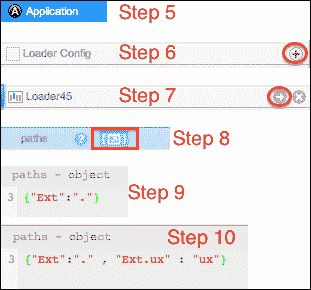 Application Step 5
Loader Config Step 6
Loader45 Step 7
paths Step 8
paths - object
3 {"Ext":"."} Step 9
paths - object Step 10
3 {"Ext":"." , "Ext.ux" : "ux"}